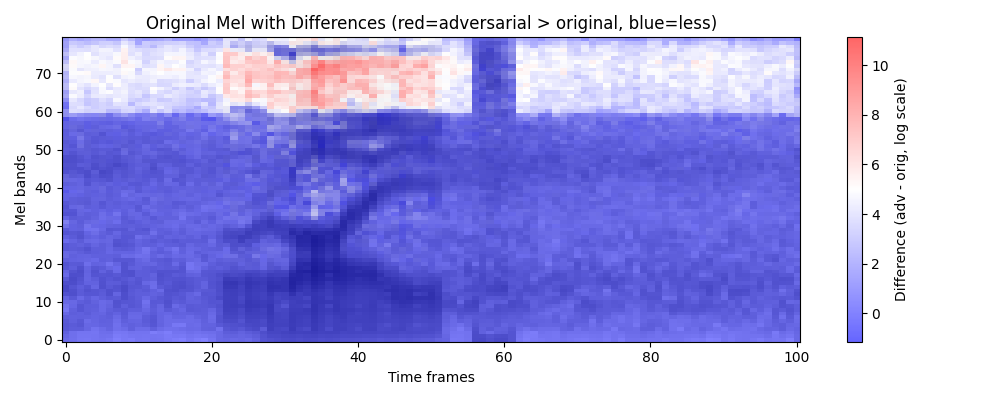 Original Mel with Differences (red=adversarial > original, blue=less)
Mel bands
70
60
50
40
30
20
10
0
0 20 40 60 80 100
Time frames
10
8
6
4
2
0
Difference (adv - orig, log scale)